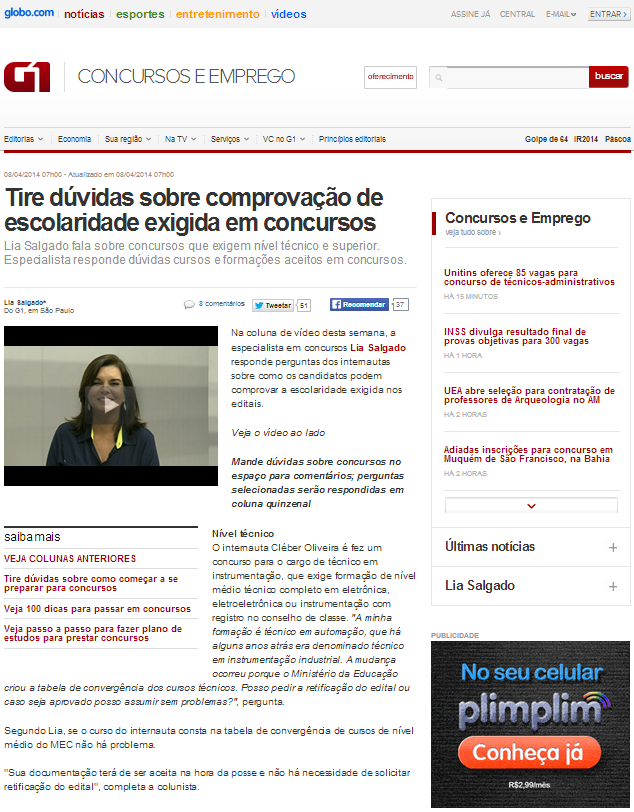 globo.com notícias esportes entretenimento vídeos ASSINE JÁ CENTRAL E-MAIL ENTRAR
G1 CONCURSOS E EMPREGO oferecimento buscar
Editorias Economia Sua região Na TV Serviços VC no G1 Princípios editoriais Golpe de 64 IR2014 Páscoa
08/04/2014 07h00 - Atualizado em 08/04/2014 07h00
Tire dúvidas sobre comprovação de
escolaridade exigida em concursos
Lia Salgado fala sobre concursos que exigem nível técnico e superior.
Especialista responde dúvidas cursos e formações aceitos em concursos.
Lia Salgado*
Do G1, em São Paulo
8 comentários
Tweetar 51
Recomendar 37
Na coluna de vídeo desta semana, a
especialista em concursos Lia Salgado
responde perguntas dos internautas
sobre como os candidatos podem
comprovar a escolaridade exigida nos
editais.
Veja o vídeo ao lado
Mande dúvidas sobre concursos no
espaço para comentários; perguntas
selecionadas serão respondidas em
coluna quinzenal
saiba mais
VEJA COLUNAS ANTERIORES
Tire dúvidas sobre como começar a se
preparar para concursos
Veja 100 dicas para passar em concursos
Veja passo a passo para fazer plano de
estudos para prestar concursos
Nível técnico
O internauta Cléber Oliveira é fez um
concurso para o cargo de técnico em
instrumentação, que exige formação de nível
médio técnico completo em eletrônica,
eletroeletrônica ou instrumentação com
registro no conselho de classe. "A minha
formação é técnico em automação, que há
alguns anos atrás era denominado técnico
em instrumentação industrial. A mudança
ocorreu porque o Ministério da Educação
criou a tabela de convergência dos cursos técnicos. Posso pedir a retificação do edital ou
caso seja aprovado posso assumir sem problemas?", pergunta.
Segundo Lia, se o curso do internauta consta na tabela de convergência de cursos de nível
médio do MEC não há problema.
"Sua documentação terá de ser aceita na hora da posse e não há necessidade de solicitar
retificação do edital", completa a colunista.
Concursos e Emprego
veja tudo sobre ›
Unitins oferece 85 vagas para
concurso de técnicos-administrativos
HÁ 15 MINUTOS
INSS divulga resultado final de
provas objetivas para 300 vagas
HÁ 1 HORA
UEA abre seleção para contratação de
professores de Arqueologia no AM
HÁ 2 HORAS
Adiadas inscrições para concurso em
Muquém de São Francisco, na Bahia
HÁ 2 HORAS
Últimas notícias +
Lia Salgado +
PUBLICIDADE
No seu celular
plimplim
Conheça já
R$2,99/mês